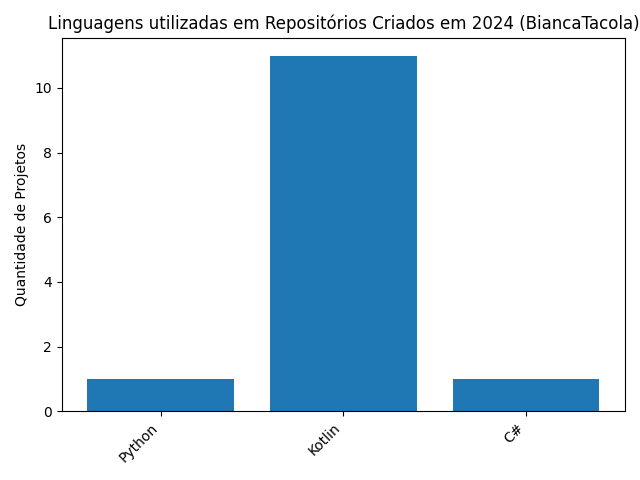 Linguagens utilizadas em Repositórios Criados em 2024 (BiancaTacola)
Quantidade de Projetos
10
8
6
4
2
0
Python
Kotlin
C#